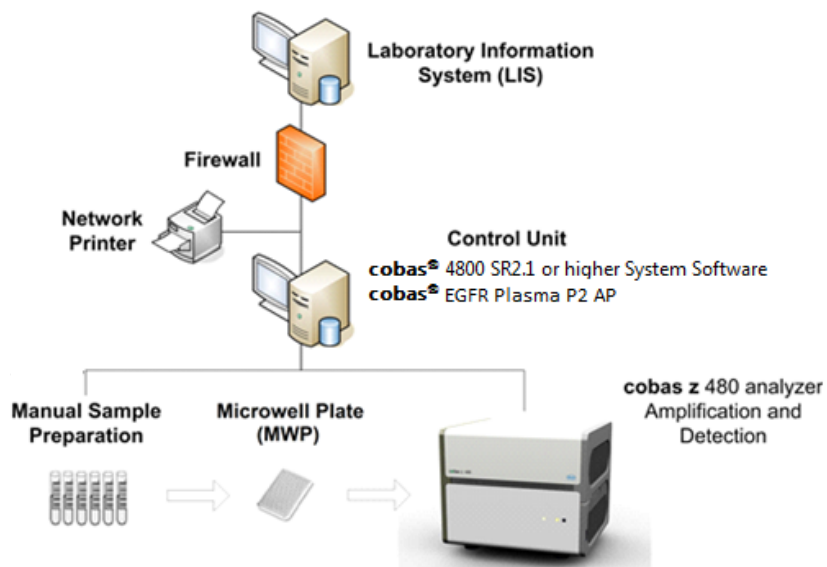 Laboratory Information
System (LIS)
Firewall
Network
Printer
Control Unit
cobas® 4800 SR2.1 or higher System Software
cobas® EGFR Plasma P2 AP
Manual Sample
Preparation
Microwell Plate
(MWP)
cobas z 480 analyzer
Amplification and
Detection